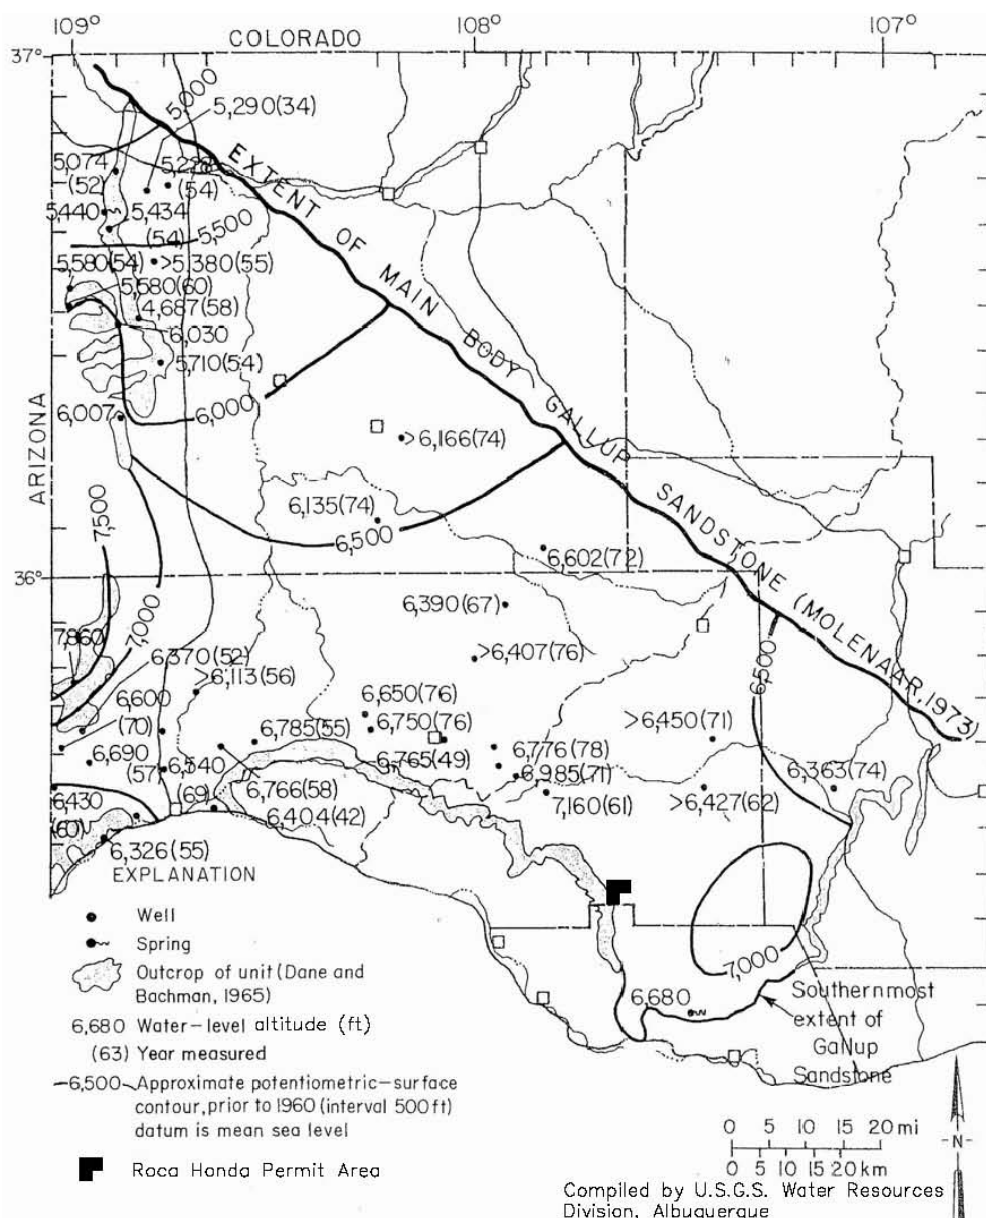 109°
108°
107°
COLORADO
37°
5,000
5,290(34)
5,074
(52)
(54)
5,440
5,434
(54)
5,500
5,580(54)
>5,380(55)
5,580(60)
4,687(58)
6,030
5,710(54)
6,007
6,000
ARIZONA
EXTENT OF MAIN BODY GALLUP SANDSTONE (MOLENAAR, 1973)
>6,166(74)
6,135(74)
6,500
7,500
36°
6,602(72)
6,390(67)
7,000
7,860
6,370(52)
>6,113(56)
>6,407(76)
6,500
6,600
(70)
6,650(76)
6,750(76)
>6,450(71)
6,785(55)
6,690
6,765(49)
6,776(78)
(57)
6,540
6,985(71)
6,363(74)
6,430
(69)
6,766(58)
7,160(61)
>6,427(62)
(60)
6,404(42)
6,326(55)
EXPLANATION
Well
Spring
Outcrop of unit (Dane and
Bachman, 1965)
6,680 Water-level altitude (ft)
(63) Year measured
6,500 Approximate potentiometric-surface
contour, prior to 1960 (interval 500 ft)
datum is mean sea level
Roca Honda Permit Area
7,000
6,680
Southernmost
extent of
Gallup
Sandstone
0 5 10 15 20 mi
0 5 10 15 20 km
-N-
Compiled by U.S.G.S. Water Resources
Division, Albuquerque